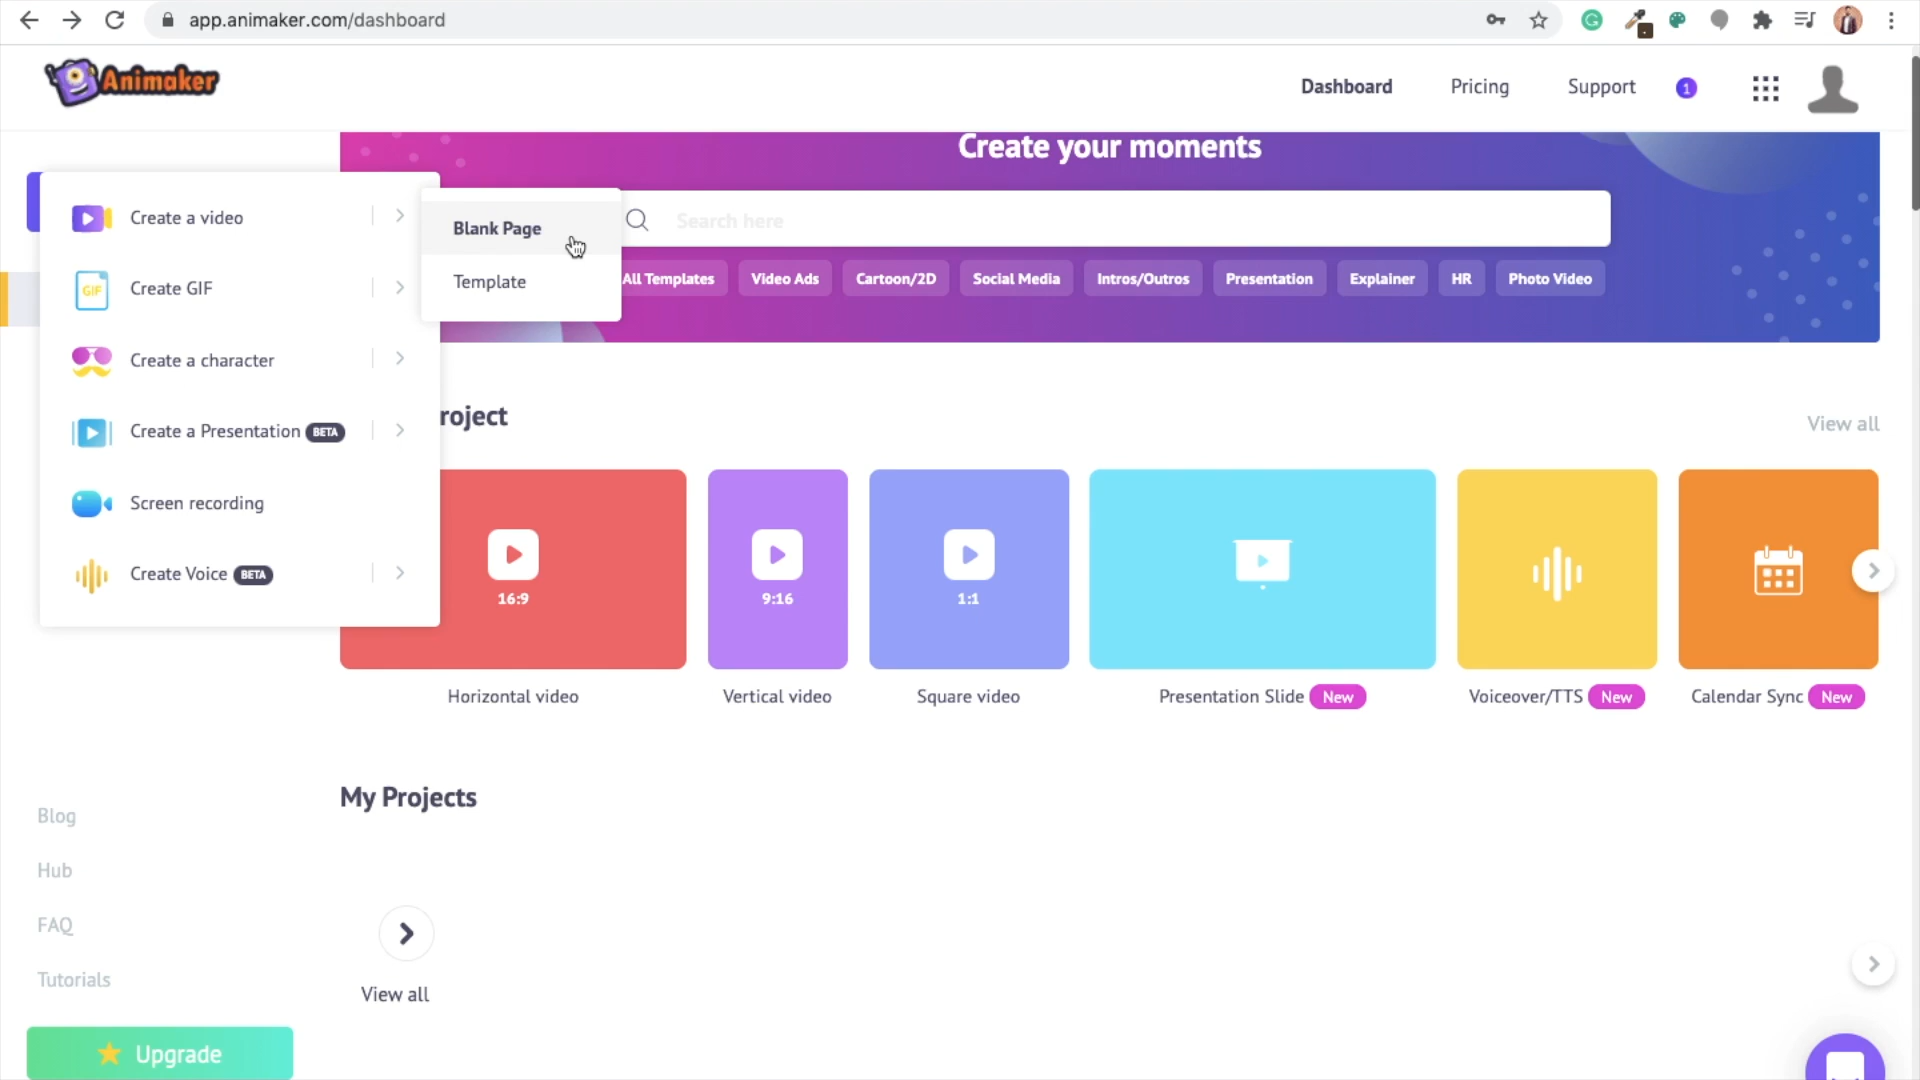 app.animaker.com/dashboard
Animaker
Dashboard
Pricing
Support
1
Create your moments
Search here
All Templates
Video Ads
Cartoon/2D
Social Media
Intros/Outros
Presentation
Explainer
HR
Photo Video
Create a video
Blank Page
Template
Create GIF
GIF
Create a character
Create a Presentation BETA
Screen recording
Create Voice BETA
roject
View all
16:9
9:16
1:1
Horizontal video
Vertical video
Square video
Presentation Slide New
Voiceover/TTS New
Calendar Sync New
My Projects
View all
Blog
Hub
FAQ
Tutorials
Upgrade